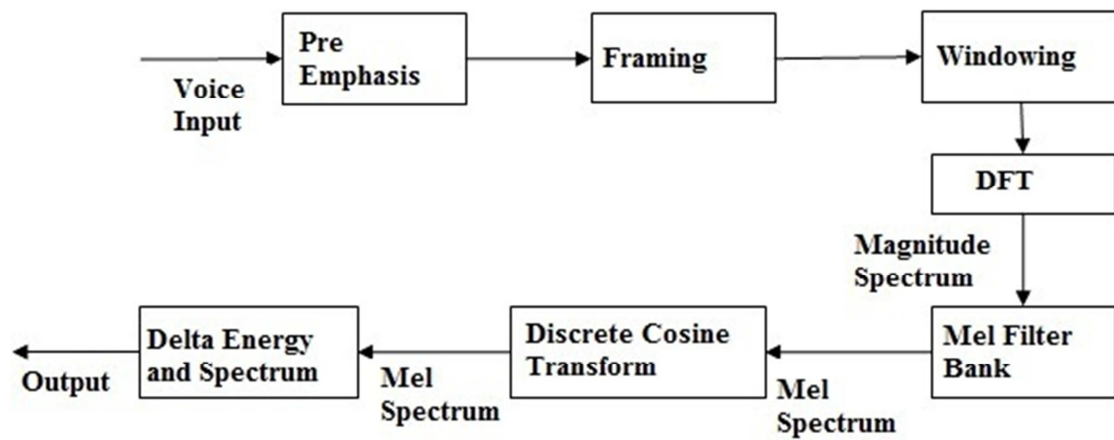 Pre
Emphasis
Framing
Windowing
Voice
Input
DFT
Magnitude
Spectrum
Mel Filter
Bank
Mel
Spectrum
Discrete Cosine
Transform
Mel
Spectrum
Delta Energy
and Spectrum
Output